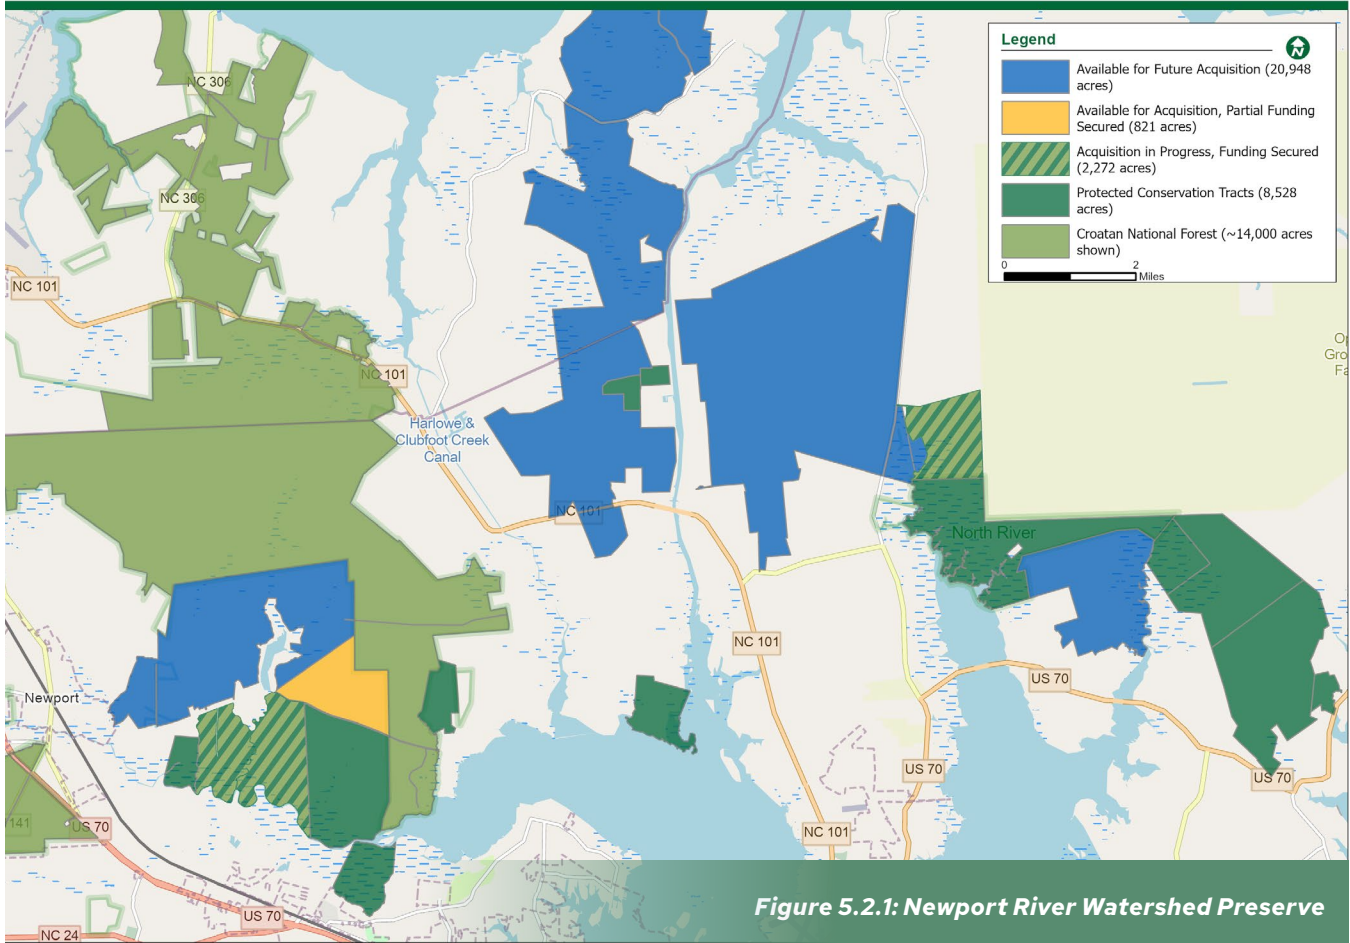 Legend
N
Available for Future Acquisition (20,948
acres)
Available for Acquisition, Partial Funding
Secured (821 acres)
Acquisition in Progress, Funding Secured
(2,272 acres)
Protected Conservation Tracts (8,528
acres)
Croatan National Forest (~14,000 acres
shown)
0 2
Miles
NC 306
NC 306
NC 101
NC 101
Harlowe &
Clubfoot Creek
Canal
NC 101
North River
NC 101
US 70
Newport
US 70
US 70
141
US 70
NC 101
US 70
NC 24
Op
Gro
Fa
Figure 5.2.1: Newport River Watershed Preserve